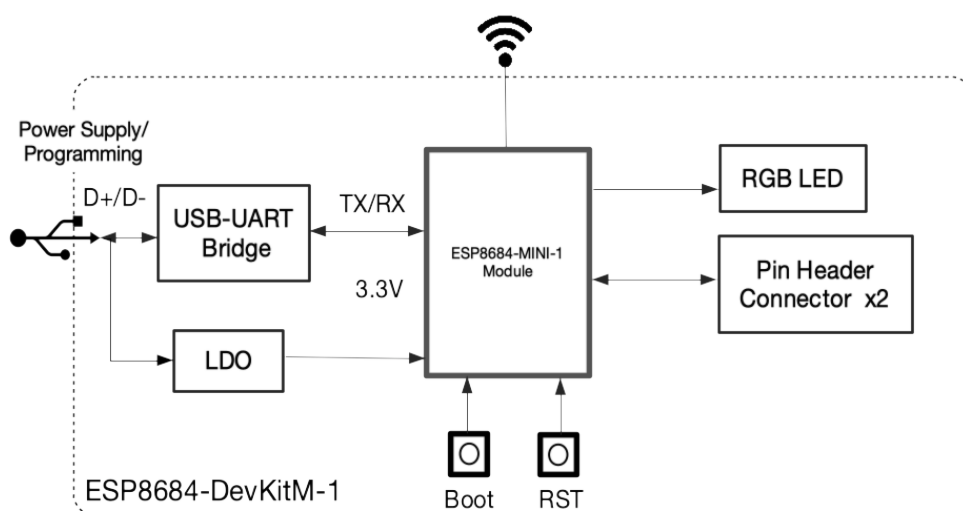 Power Supply/
Programming
D+/D-
USB-UART
Bridge
TX/RX
3.3V
LDO
ESP8684-MINI-1
Module
RGB LED
Pin Header
Connector x2
Boot
RST
ESP8684-DevKitM-1